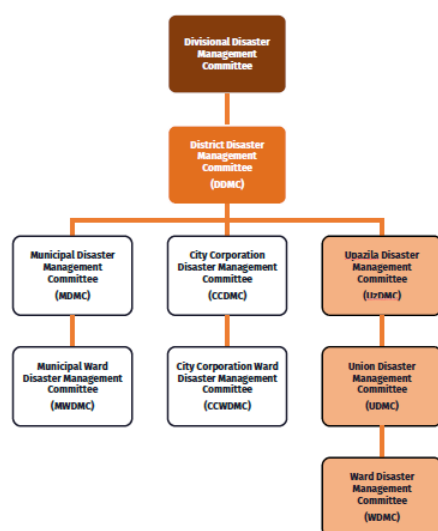 Divisional Disaster
Management
Committee
District Disaster
Management
Committee
(DDMC)
Municipal Disaster
Management
Committee
(MDMC)
City Corporation
Disaster Management
Committee
(CCDMC)
Upazila Disaster
Management
Committee
(UzDMC)
Municipal Ward
Disaster Management
Committee
(MWDMC)
City Corporation Ward
Disaster Management
Committee
(CCWDMC)
Union Disaster
Management
Committee
(UDMC)
Ward Disaster
Management
Committee
(WDMC)